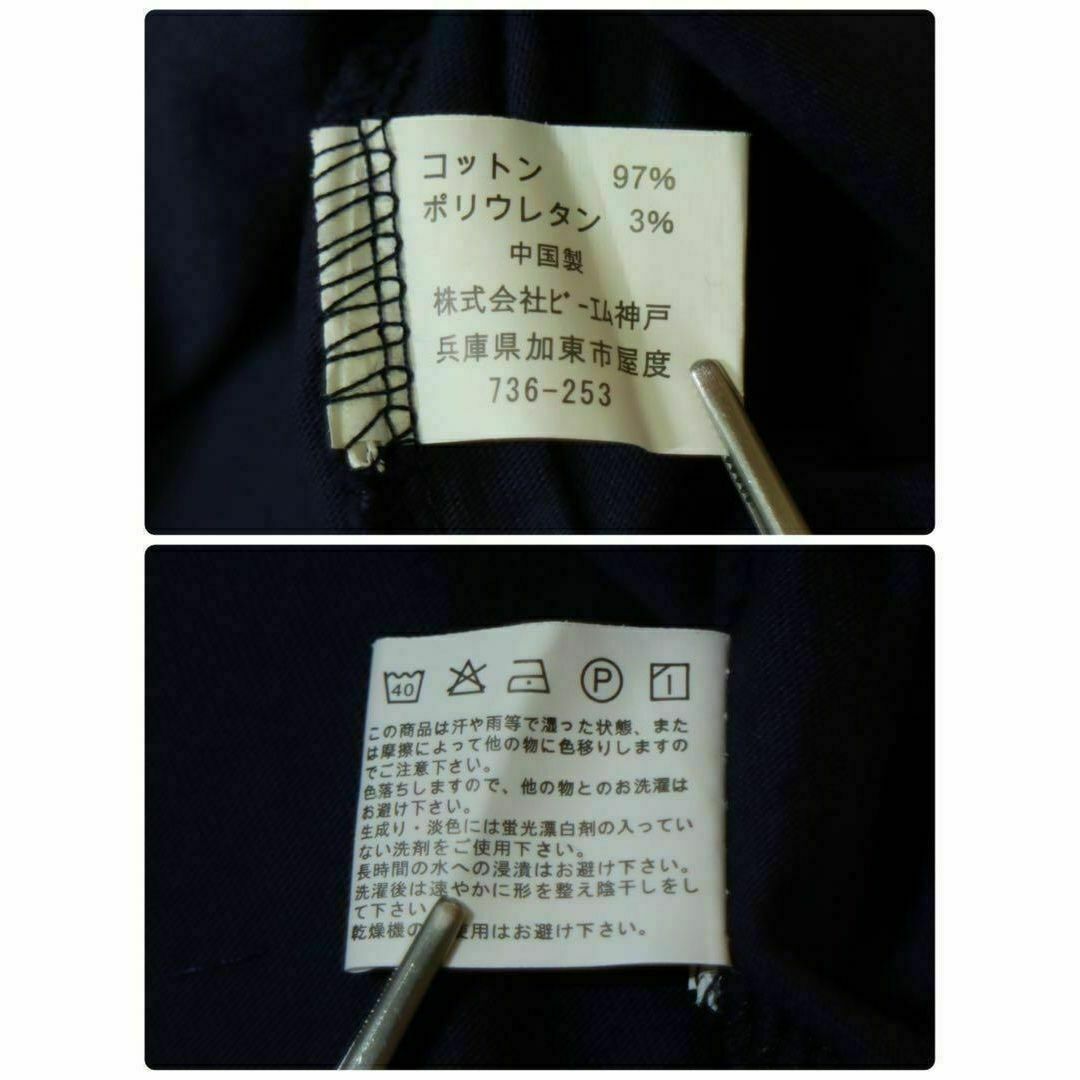 コットン 97%
ポリウレタン 3%
中国製
株式会社ﾋﾞｰｴﾑ神戸
兵庫県加東市屋度
736-253
40 P
この商品は汗や雨等で湿った状態、また
は摩擦によって他の物に色移りしますの
でご注意下さい。
色落ちしますので、他の物とのお洗濯は
お避け下さい。
生成り・淡色には蛍光漂白剤の入ってい
ない洗剤をご使用下さい。
長時間の水への浸漬はお避け下さい。
洗濯後は速やかに形を整え陰干しをし
て下さい
乾燥機の 使用はお避け下さい。